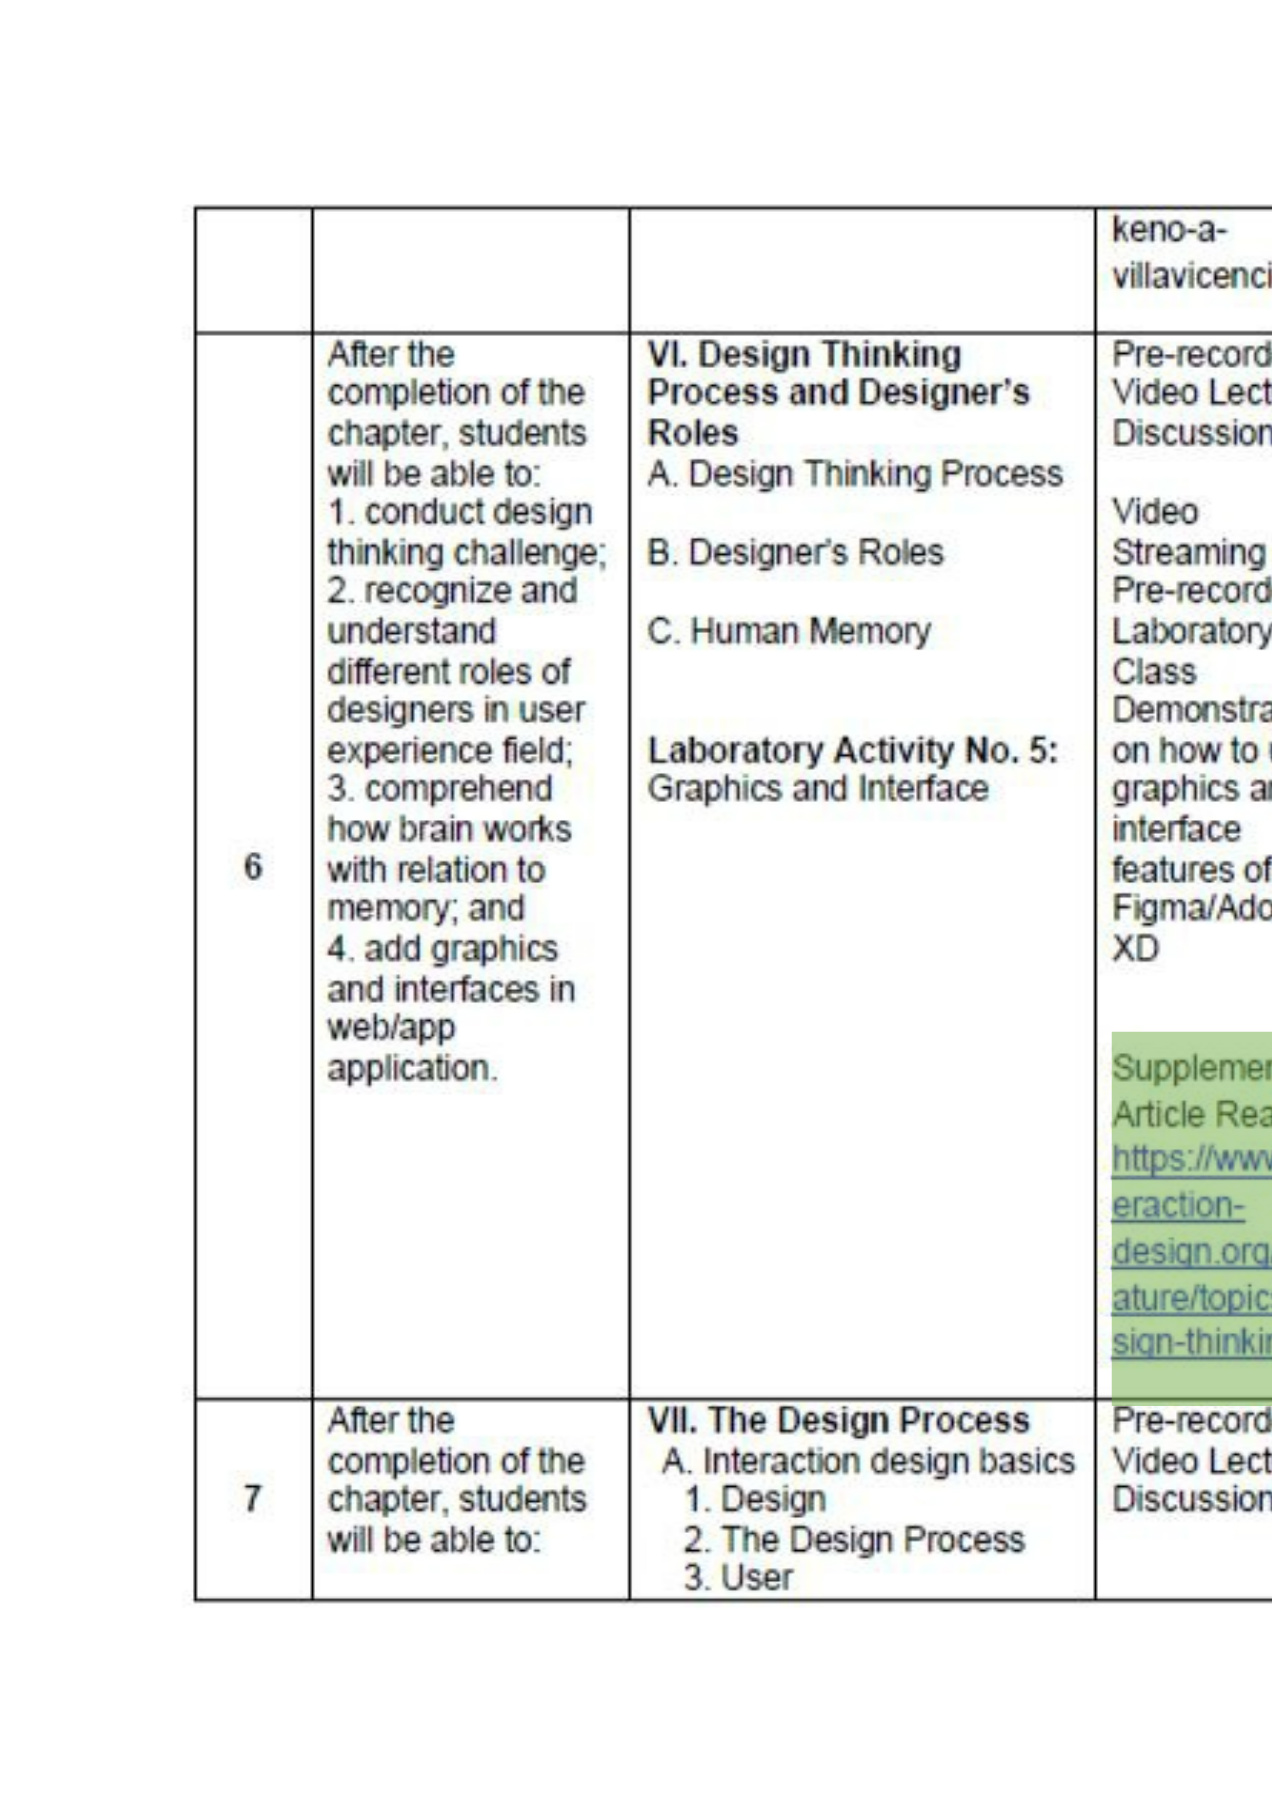 keno-a-
villavicenci
6
After the
completion of the
chapter, students
will be able to:
1. conduct design
thinking challenge;
2. recognize and
understand
different roles of
designers in user
experience field;
3. comprehend
how brain works
with relation to
memory; and
4. add graphics
and interfaces in
web/app
application.
VI. Design Thinking
Process and Designer's
Roles
A. Design Thinking Process
B. Designer's Roles
C. Human Memory
Laboratory Activity No. 5:
Graphics and Interface
Pre-record
Video Lect
Discussion
Video
Streaming
Pre-record
Laboratory
Class
Demonstra
on how to
graphics
interface
features of
Figma/Ado
XD
Supplemen
Article Rea
https://www
eraction-
design.org/
ature/topics
sign-thinkin
7
After the
completion of the
chapter, students
will be able to:
VII. The Design Process
A. Interaction design basics
1. Design
2. The Design Process
3. User
Pre-record
Video Lect
Discussion